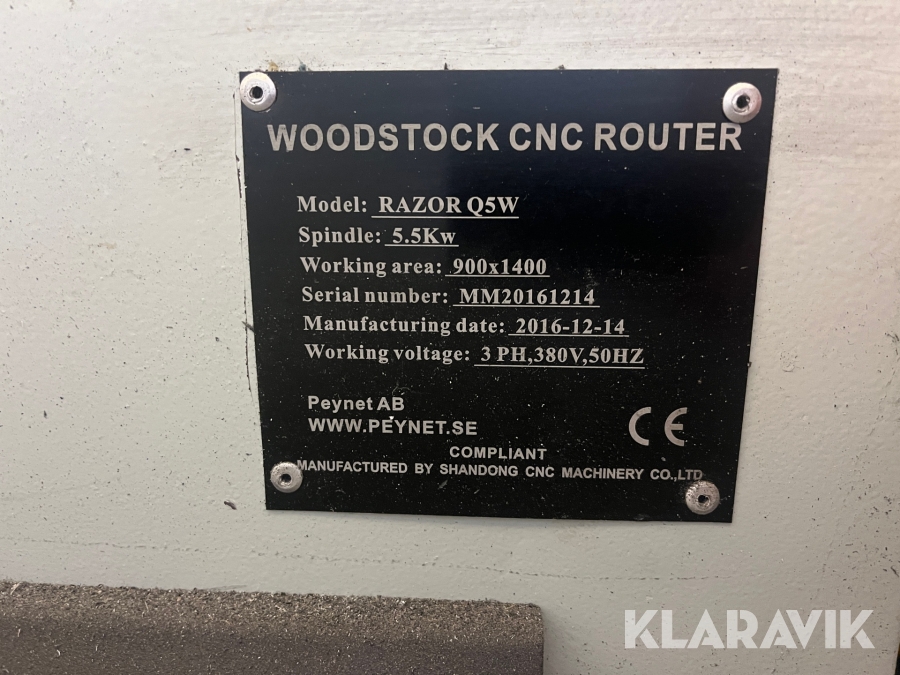 WOODSTOCK CNC ROUTER
Model: RAZOR Q5W
Spindle: 5.5Kw
Working area: 900x1400
Serial number: MM20161214
Manufacturing date: 2016-12-14
Working voltage: 3 PH,380V,50HZ
Peynet AB
WWW.PEYNET.SE
CE
COMPLIANT
MANUFACTURED BY SHANDONG CNC MACHINERY CO.,LTD
KLARAVIK